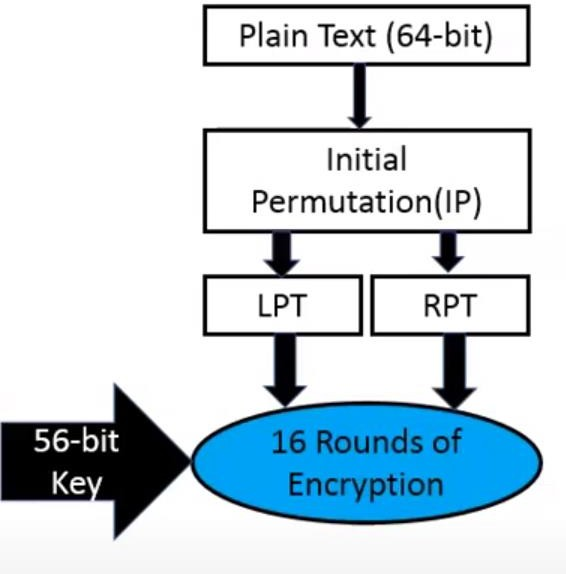 Plain Text (64-bit)
Initial
Permutation(IP)
LPT
RPT
56-bit
Key
16 Rounds of
Encryption